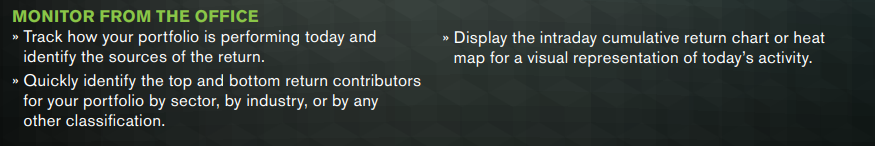 MONITOR FROM THE OFFICE
» Track how your portfolio is performing today and
identify the sources of the return.
» Quickly identify the top and bottom return contributors
for your portfolio by sector, by industry, or by any
other classification.
» Display the intraday cumulative return chart or heat
map for a visual representation of today’s activity.